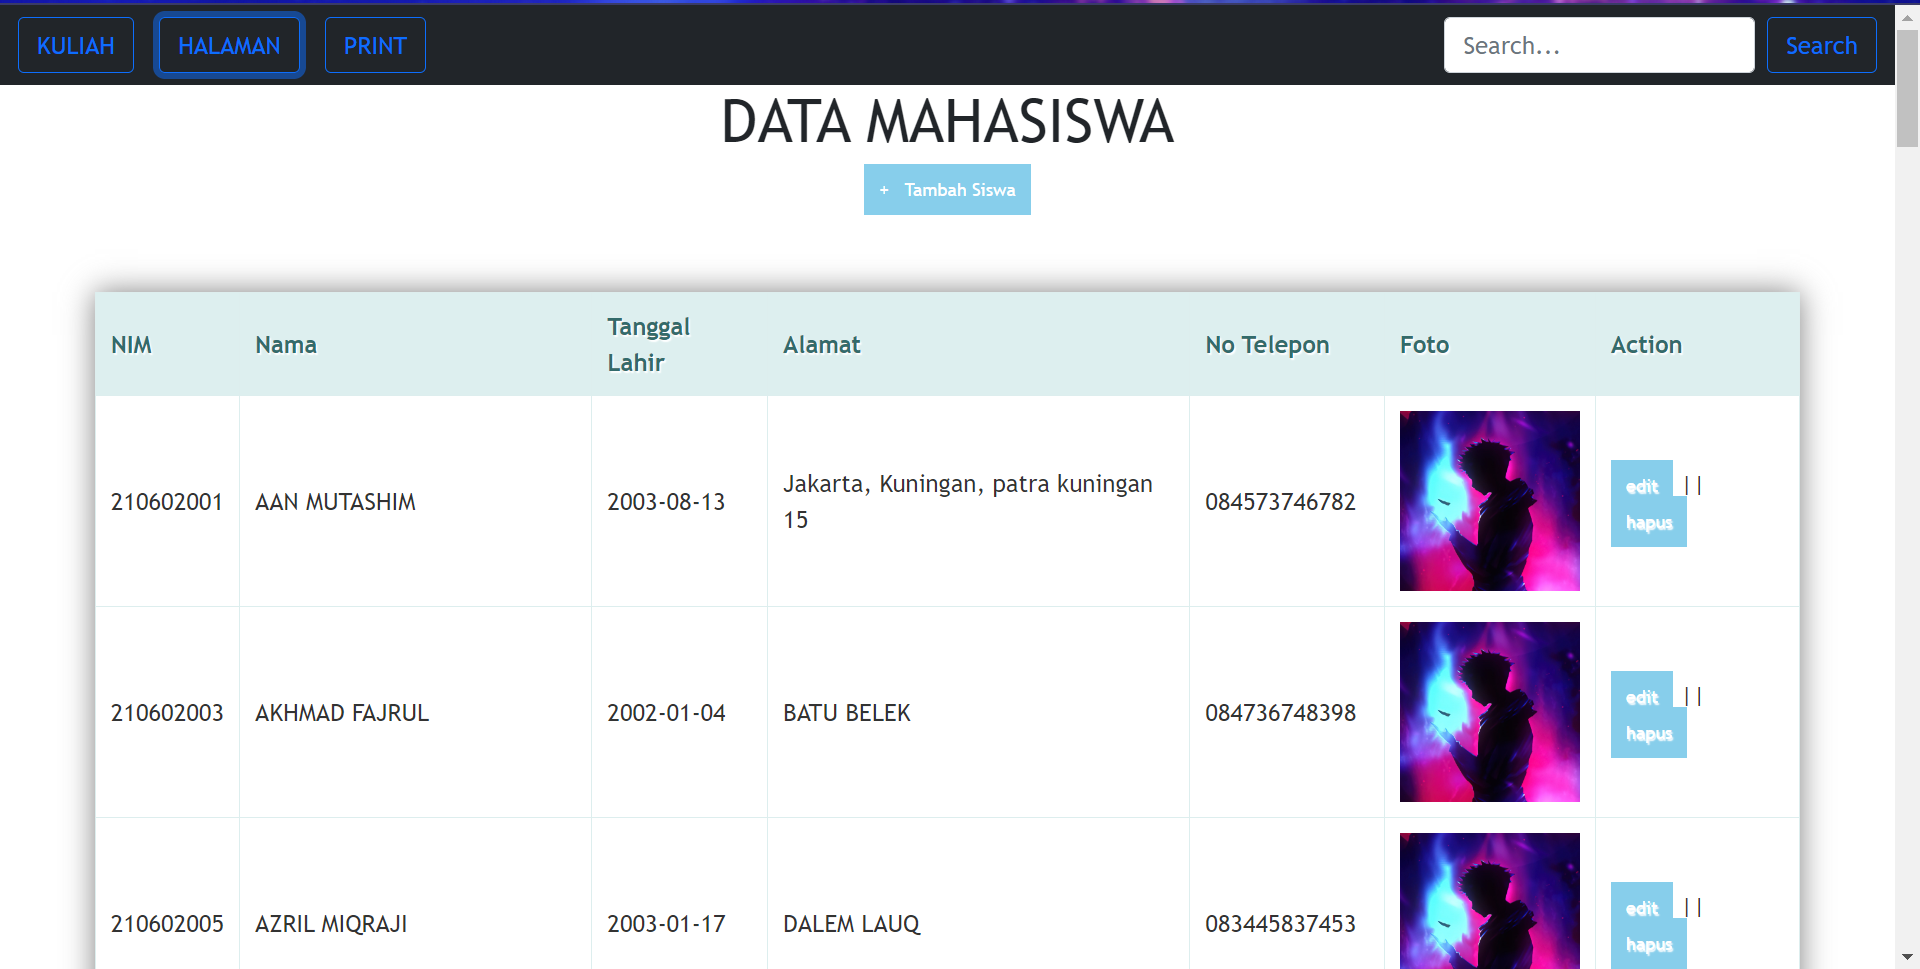 KULIAH HALAMAN PRINT Search... Search
DATA MAHASISWA
+ Tambah Siswa
NIM Nama Tanggal Lahir Alamat No Telepon Foto Action
210602001 AAN MUTASHIM 2003-08-13 Jakarta, Kuningan, patra kuningan 15 084573746782 edit || hapus
210602003 AKHMAD FAJRUL 2002-01-04 BATU BELEK 084736748398 edit || hapus
210602005 AZRIL MIQRAJI 2003-01-17 DALEM LAUQ 083445837453 edit || hapus